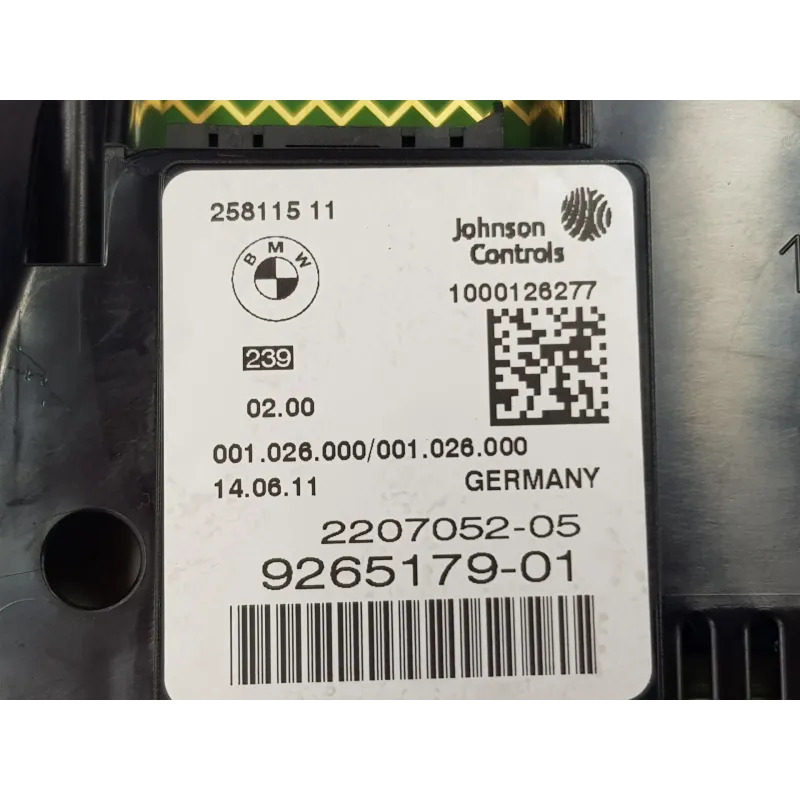 258115 11
BMW
Johnson
Controls
1000126277
239
02.00
001.026.000/001.026.000
14.06.11
GERMANY
2207052-05
9265179-01